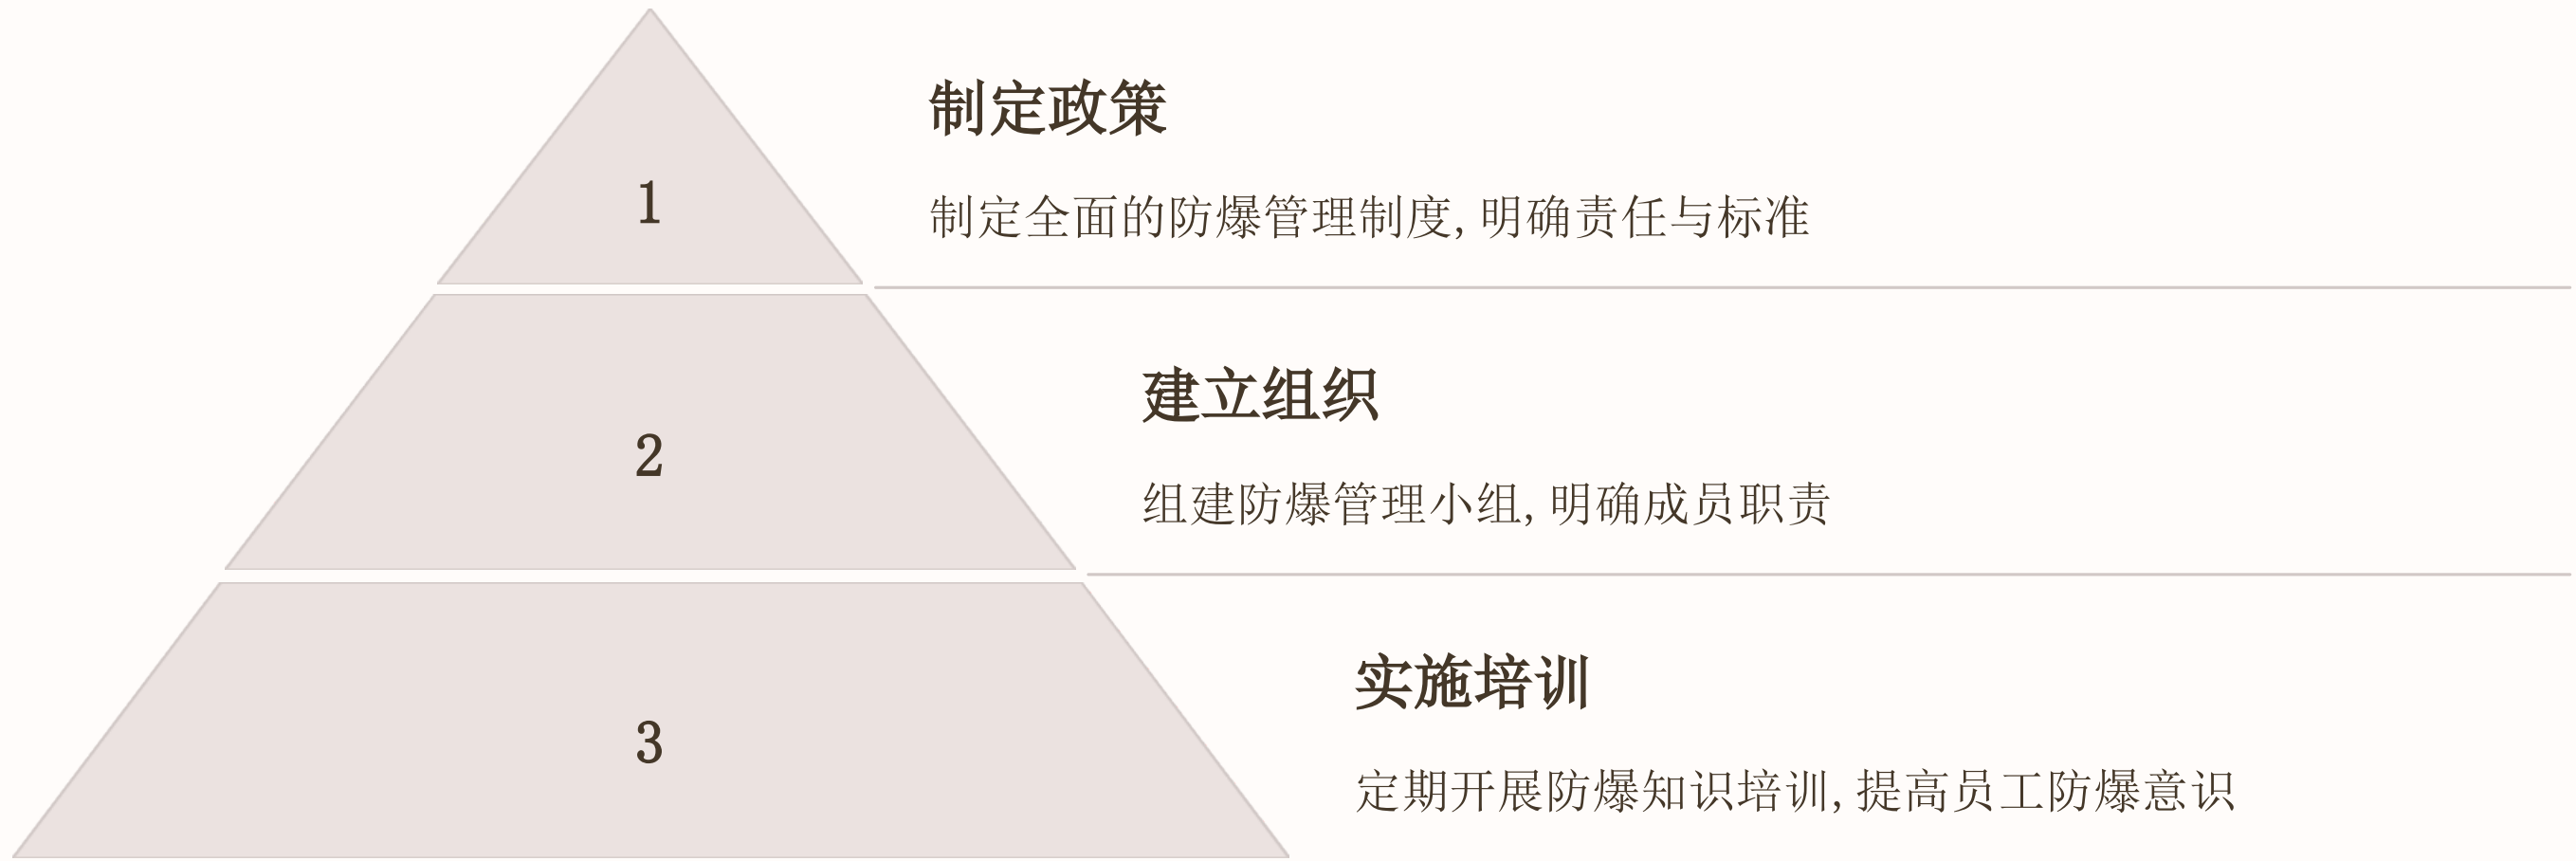 1
制定政策
制定全面的防爆管理制度, 明确责任与标准
2
建立组织
组建防爆管理小组, 明确成员职责
3
实施培训
定期开展防爆知识培训, 提高员工防爆意识